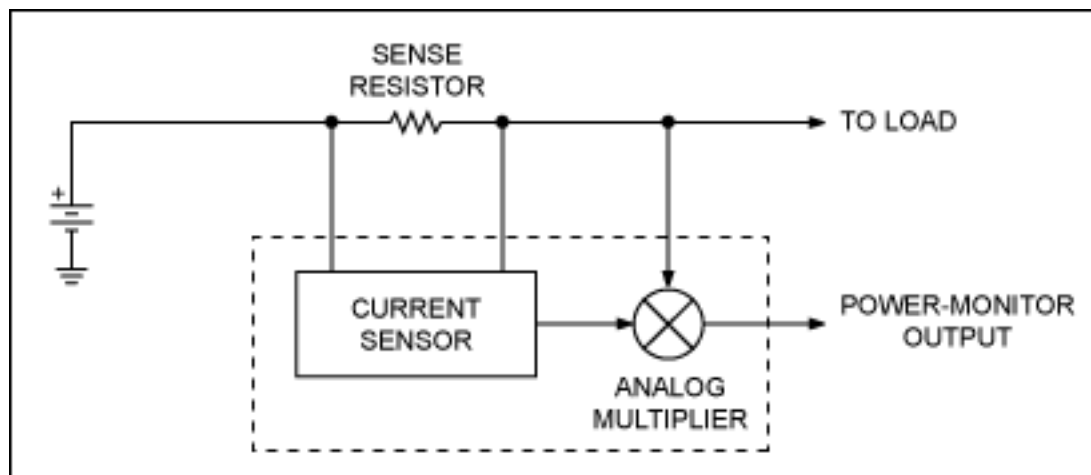 SENSE
RESISTOR
TO LOAD
+
CURRENT
SENSOR
POWER-MONITOR
OUTPUT
ANALOG
MULTIPLIER